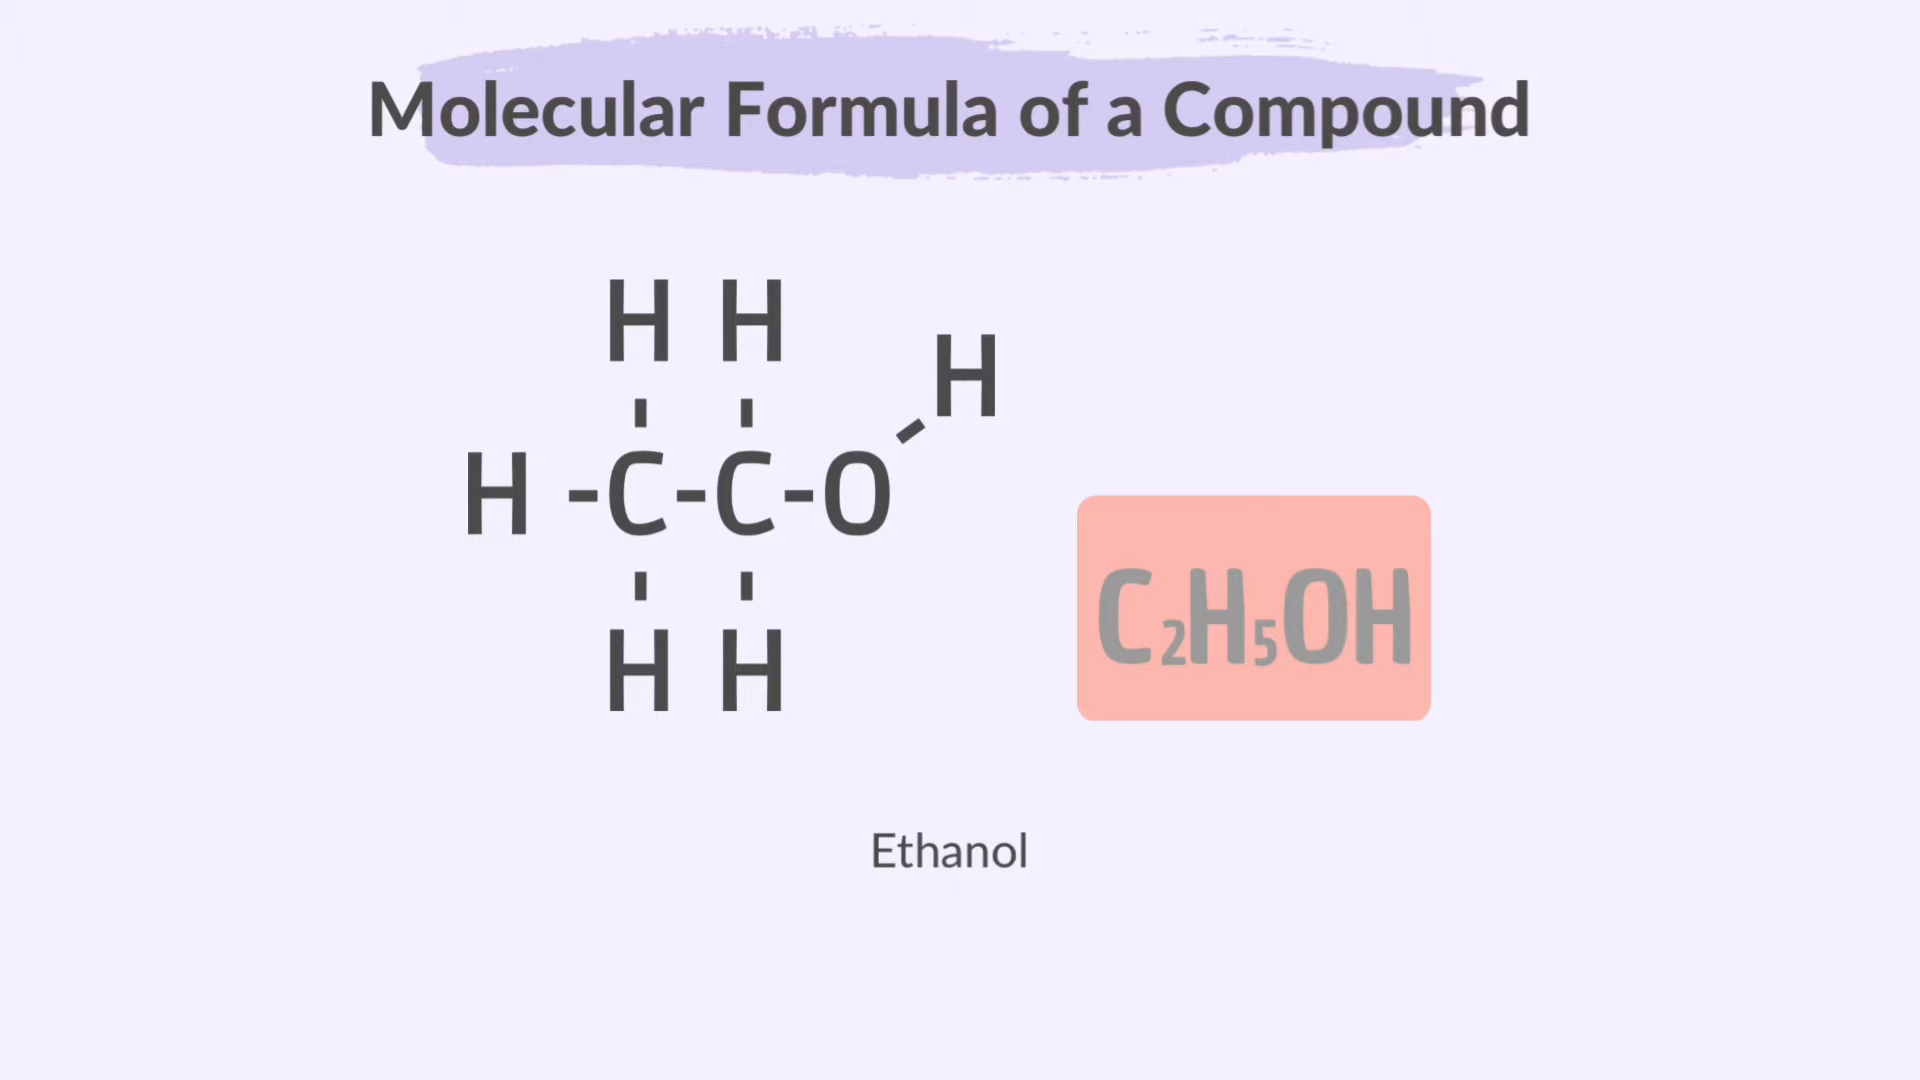 Molecular Formula of a Compound
H H
H
H -C-C-O
C₂H₅OH
H H
Ethanol